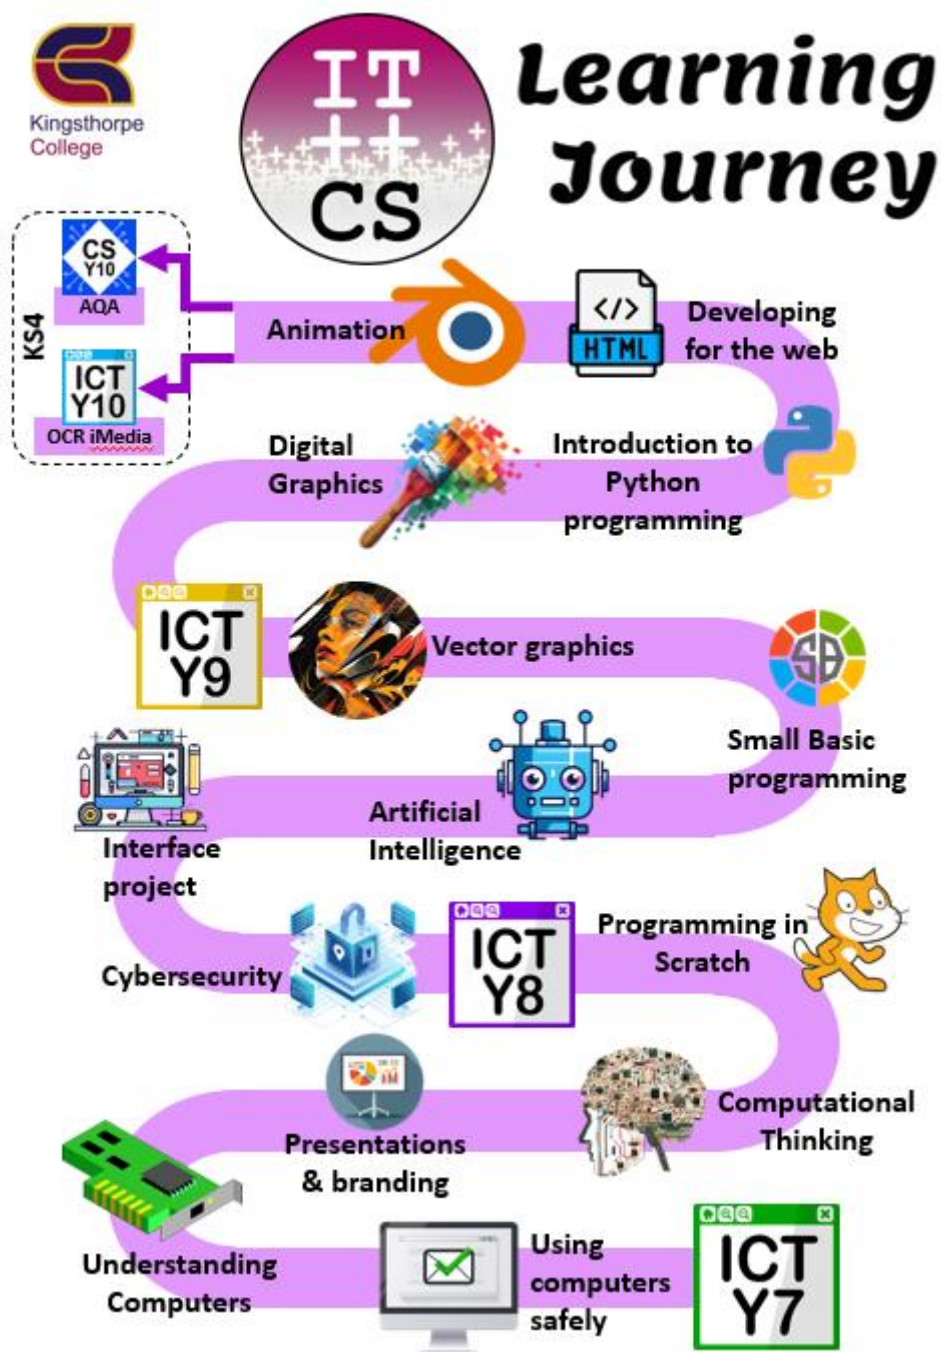 Kingsthorpe
College
IT
++
CS
Learning
Journey
KS4
CS
Y10
AQA
ICT
Y10
OCR iMedia
Animation
</>
HTML
Developing
for the web
Digital
Graphics
Introduction to
Python
programming
ICT
Y9
Vector graphics
SB
Small Basic
programming
Interface
project
Artificial
Intelligence
Cybersecurity
ICT
Y8
Programming in
Scratch
Presentations
& branding
Computational
Thinking
Understanding
Computers
Using
computers
safely
ICT
Y7